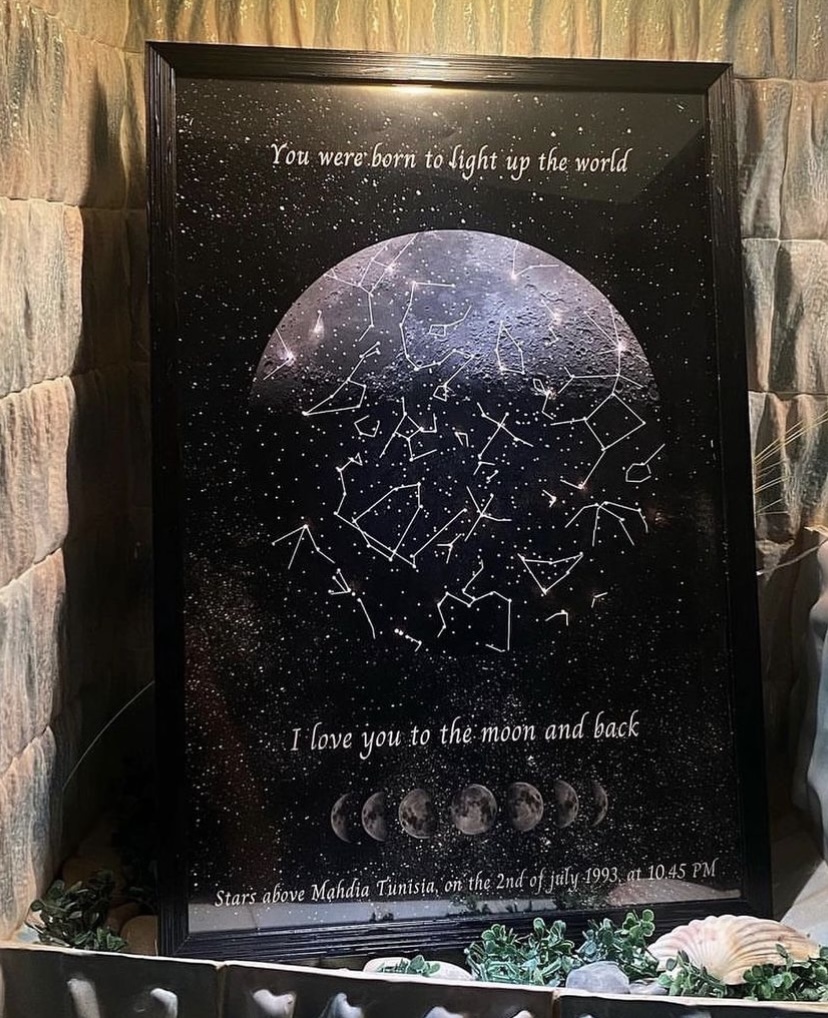 You were born to light up the world
I love you to the moon and back
Stars above Mahdia Tunisia, on the 2nd of july 1993, at 10.45 PM